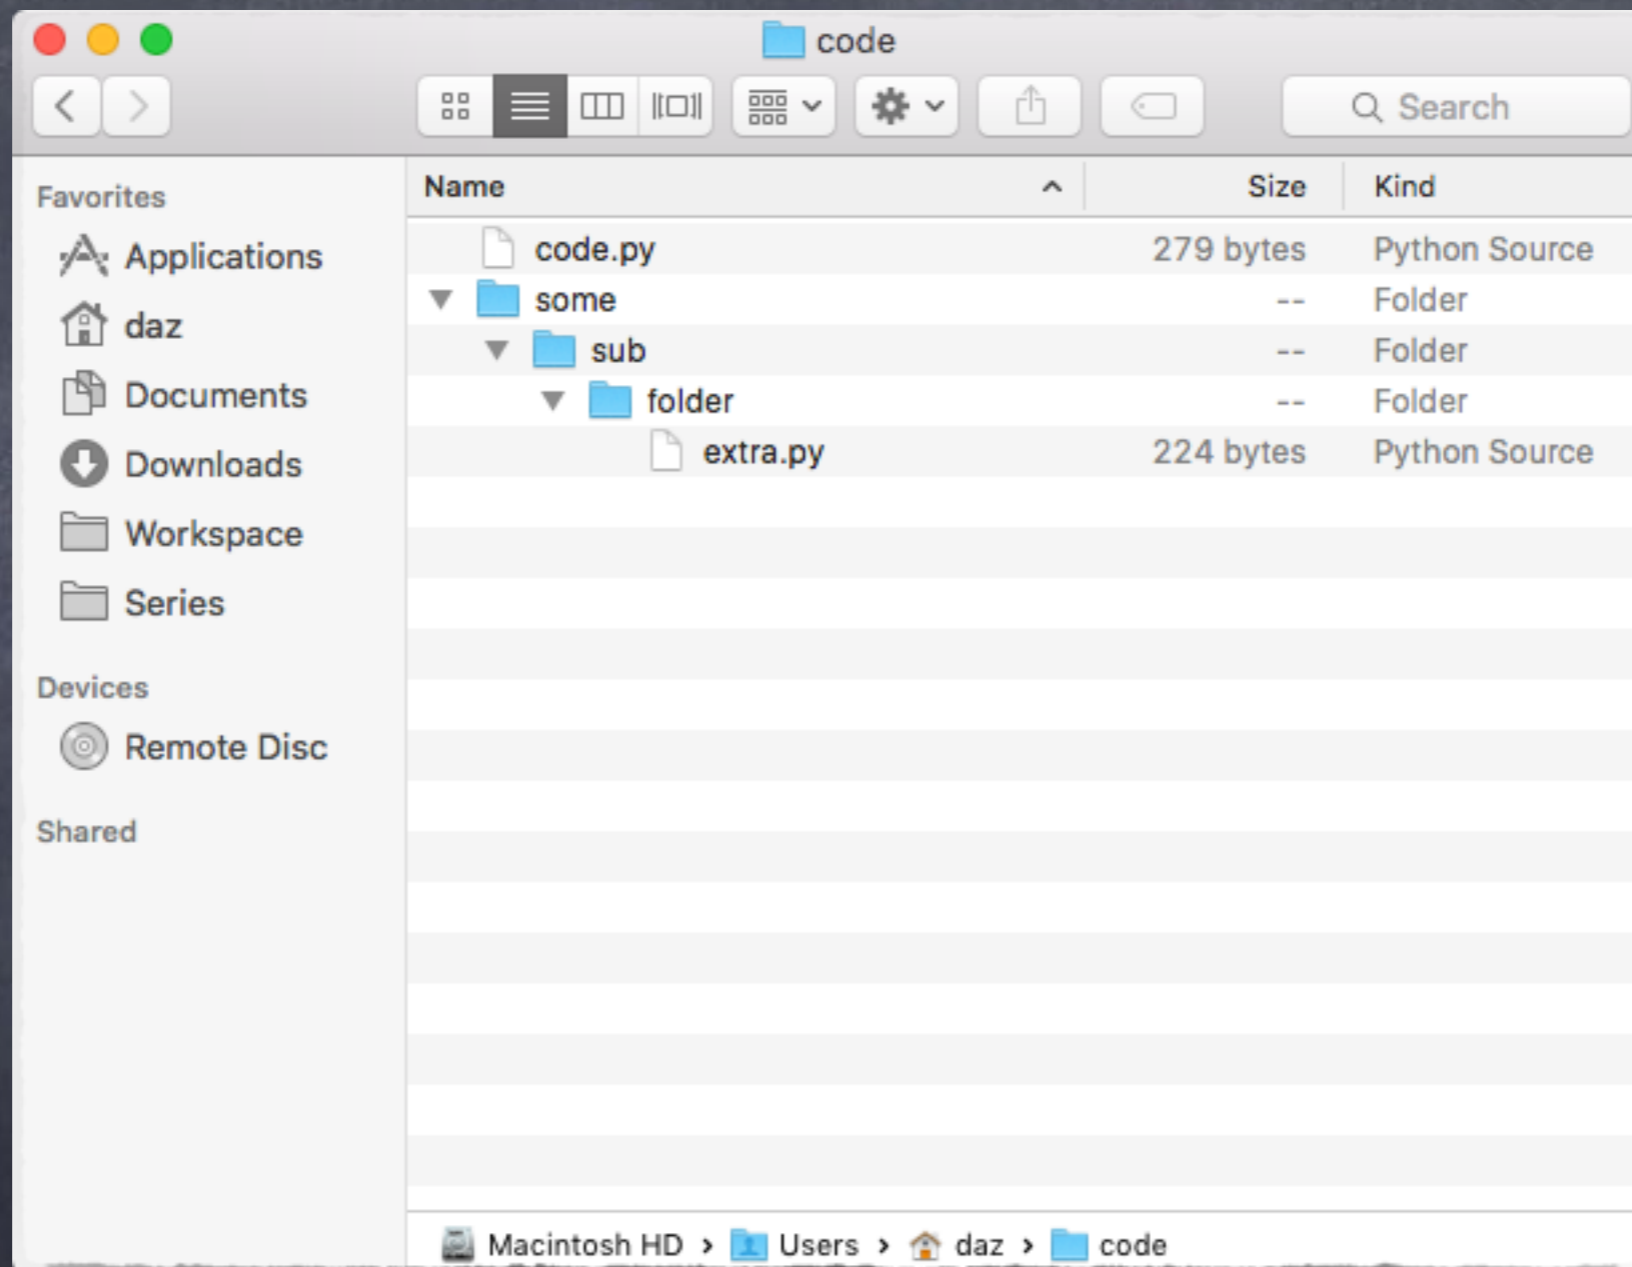 code
Search
Favorites
Applications
daz
Documents
Downloads
Workspace
Series
Devices
Remote Disc
Shared
Name Size Kind
code.py 279 bytes Python Source
some -- Folder
sub -- Folder
folder -- Folder
extra.py 224 bytes Python Source
Macintosh HD › Users › daz › code